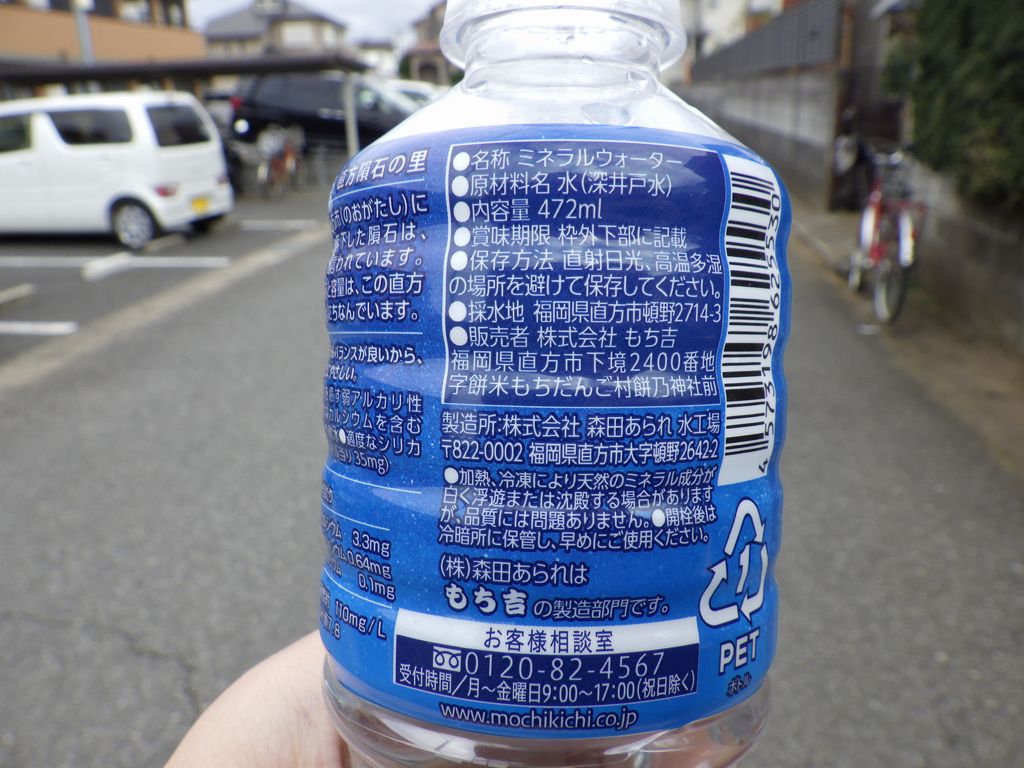 直方隕石の里
市(のおがたし)に
下した隕石は、
われています。
容量は、この直方
ちなんでいます。
バランスが良いから、
弱アルカリ性
カルシウムを含む
●適度なシリカ
35mg)
3.3mg
0.64mg
0.1mg
110mg/L
●名称 ミネラルウォーター
●原材料名 水(深井戸水)
●内容量 472ml
●賞味期限 枠外下部に記載
●保存方法 直射日光、高温多湿
の場所を避けて保存してください。
●採水地 福岡県直方市頓野2714-3
●販売者 株式会社 もち吉
福岡県直方市下境2400番地
字餅米もちだんご村餅乃神社前
製造所:株式会社 森田あられ 水工場
〒822-0002 福岡県直方市大字頓野2642-2
●加熱、冷凍により天然のミネラル成分が
白く浮遊または沈殿する場合があります
が、品質には問題ありません。●開栓後は
冷暗所に保管し、早めにご使用ください。
(株)森田あられは
もち吉の製造部門です。
お客様相談室
0120-82-4567
受付時間/月〜金曜日9:00〜17:00(祝日除く)
www.mochikichi.co.jp
4 573198 625530
1
PET
ボトル